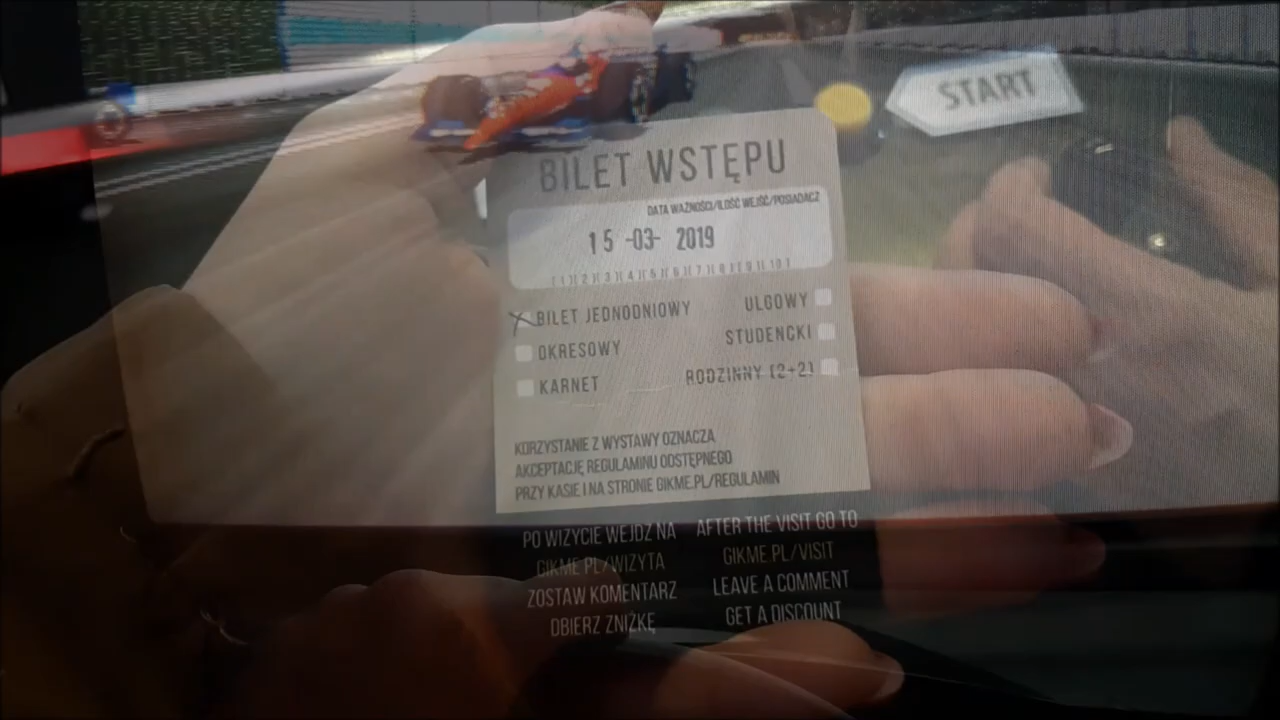 START
BILET WSTĘPU
DATA WAŻNOŚCI/ILOŚĆ WEJŚĆ/POSIADACZ
15 -03- 2019
[1][2][3][4][5][6][7][8][9][10]
BILET JEDNODNIOWY ULGOWY
OKRESOWY STUDENCKI
KARNET RODZINNY (2+2)
KORZYSTANIE Z WYSTAWY OZNACZA
AKCEPTACJĘ REGULAMINU ODSTĘPNEGO
PRZY KASIE I NA STRONIE GIKME.PL/REGULAMIN
PO WIZYCIE WEJDŹ NA
GIKME.PL/WIZYTA
ZOSTAW KOMENTARZ
ODBIERZ ZNIŻKĘ
AFTER THE VISIT GO TO
GIKME.PL/VISIT
LEAVE A COMMENT
GET A DISCOUNT